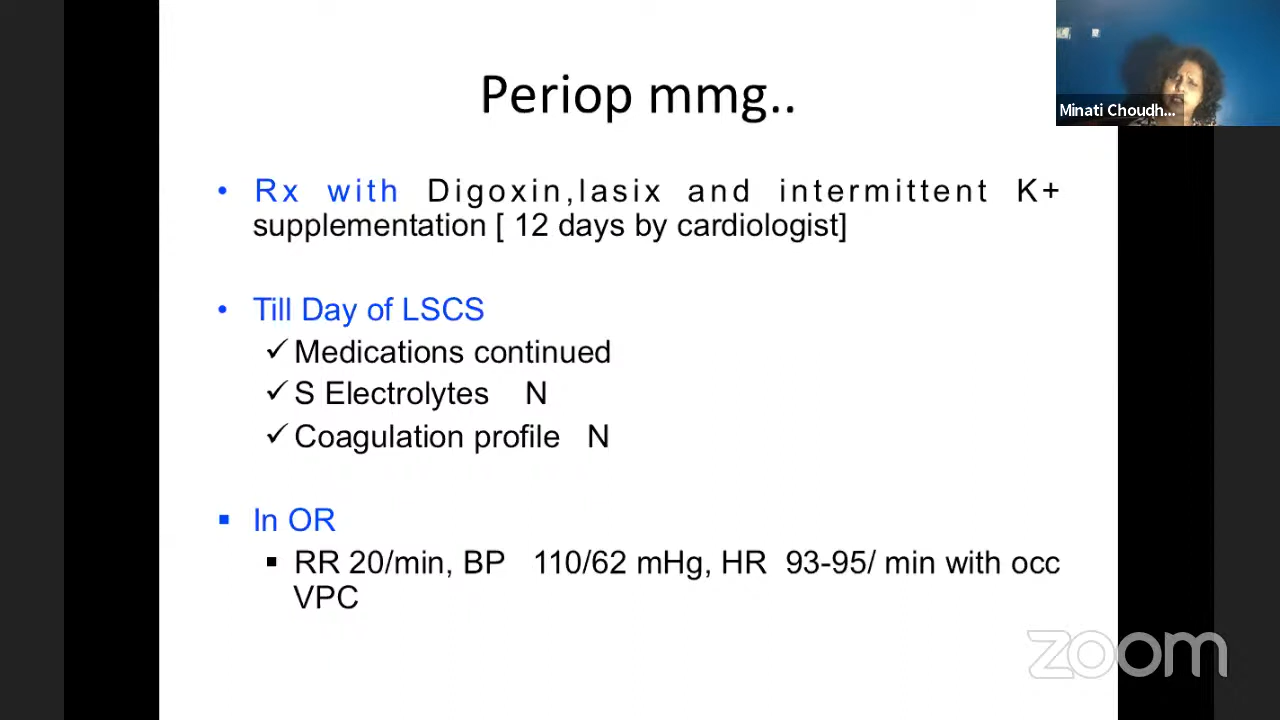 Periop mmg..
Minati Choudh...
• Rx with Digoxin,lasix and intermittent K+
supplementation [ 12 days by cardiologist]
• Till Day of LSCS
✓ Medications continued
✓ S Electrolytes N
✓ Coagulation profile N
▪ In OR
▪ RR 20/min, BP 110/62 mHg, HR 93-95/ min with occ
VPC
zoom